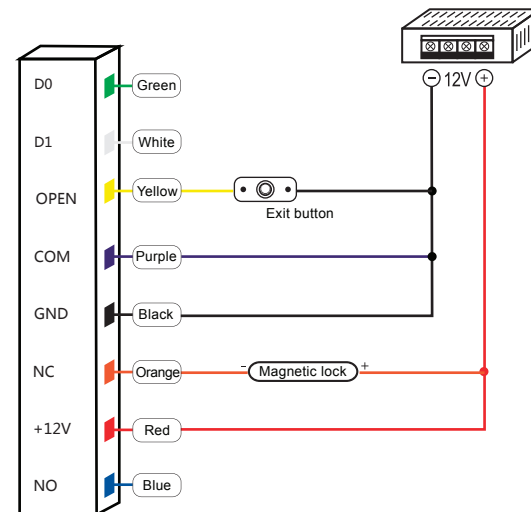 − 12V +
D0 Green
D1 White
OPEN Yellow
Exit button
COM Purple
GND Black
NC Orange - Magnetic lock +
+12V Red
NO Blue